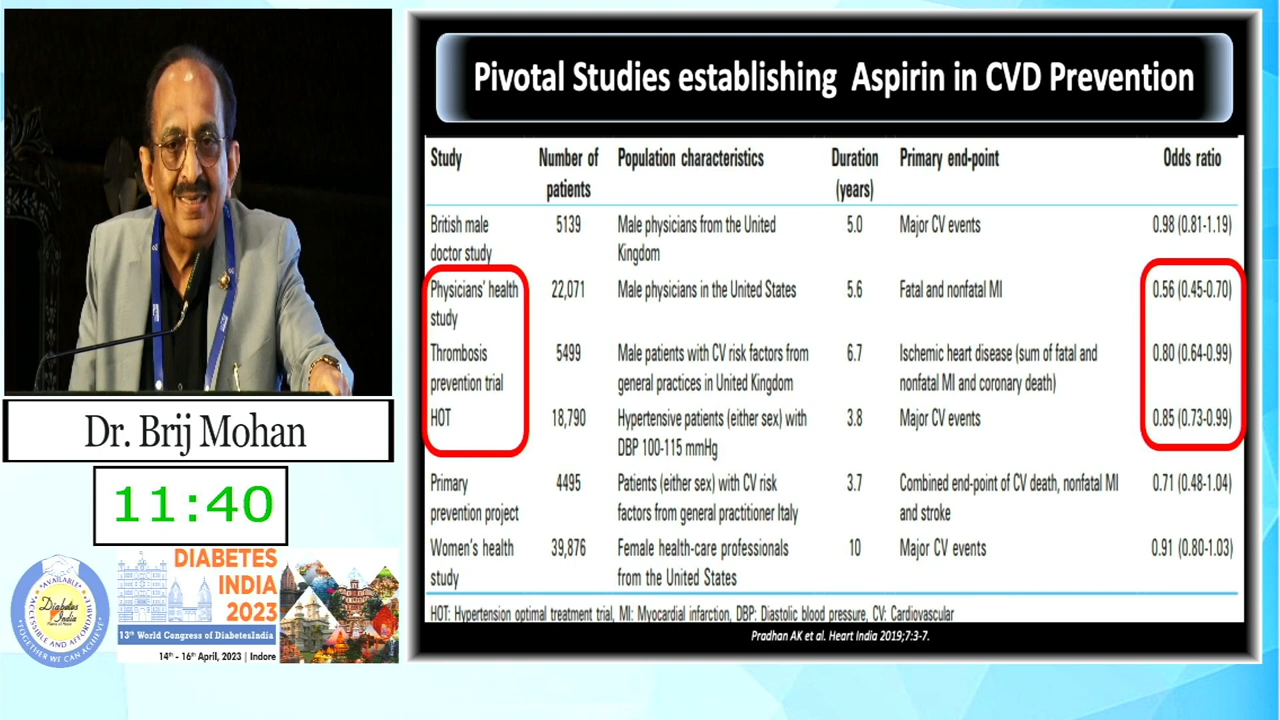 Pivotal Studies establishing Aspirin in CVD Prevention
Study Number of patients Population characteristics Duration (years) Primary end-point Odds ratio
British male doctor study 5139 Male physicians from the United Kingdom 5.0 Major CV events 0.98 (0.81-1.19)
Physicians' health study 22,071 Male physicians in the United States 5.6 Fatal and nonfatal MI 0.56 (0.45-0.70)
Thrombosis prevention trial 5499 Male patients with CV risk factors from general practices in United Kingdom 6.7 Ischemic heart disease (sum of fatal and nonfatal MI and coronary death) 0.80 (0.64-0.99)
HOT 18,790 Hypertensive patients (either sex) with DBP 100-115 mmHg 3.8 Major CV events 0.85 (0.73-0.99)
Primary prevention project 4495 Patients (either sex) with CV risk factors from general practitioner Italy 3.7 Combined end-point of CV death, nonfatal MI and stroke 0.71 (0.48-1.04)
Women's health study 39,876 Female health-care professionals from the United States 10 Major CV events 0.91 (0.80-1.03)
HOT: Hypertension optimal treatment trial, MI: Myocardial infarction, DBP: Diastolic blood pressure, CV: Cardiovascular
Pradhan AK et al. Heart India 2019;7:3-7.
Dr. Brij Mohan
11:40
•AVAILABLE•
ACCESSIBLE AND AFFORDABLE
Diabetes
India
"TOGETHER WE CAN ACHIEVE"
DIABETES
INDIA
2023
13th World Congress of DiabetesIndia
14th - 16th April, 2023 | Indore